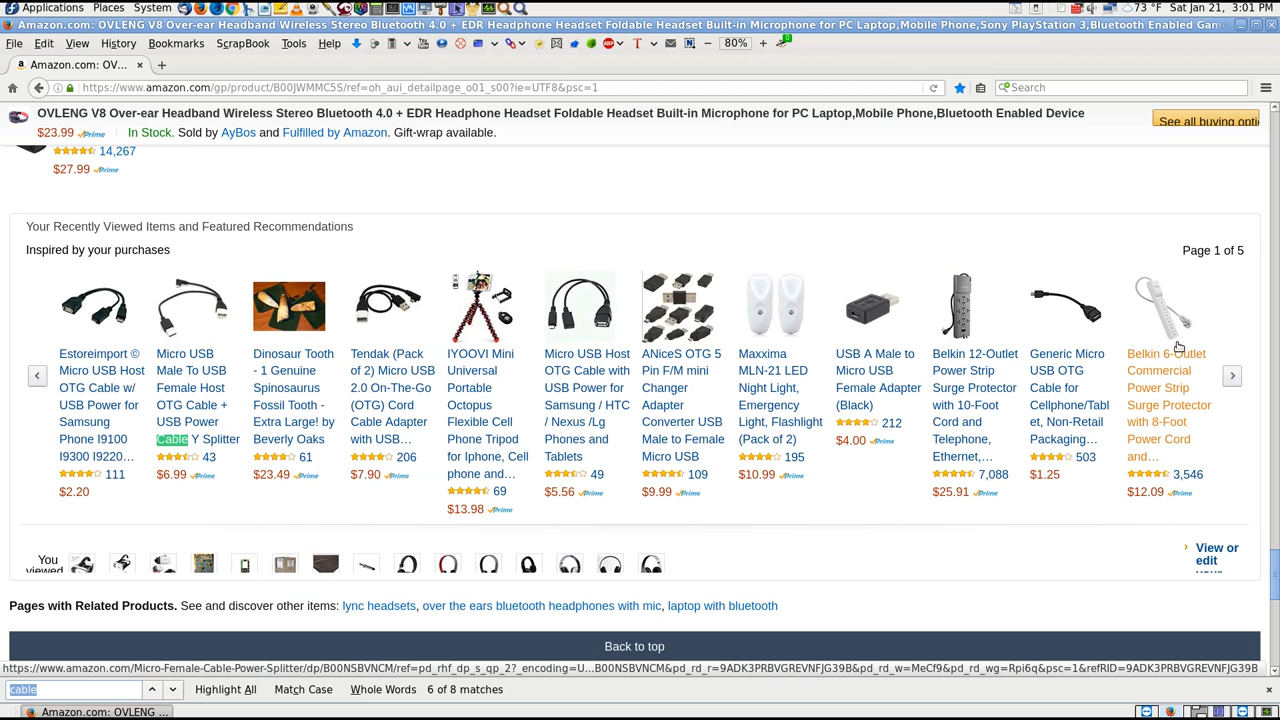 Applications Places System 73 °F Sat Jan 21, 3:01 PM
Amazon.com: OVLENG V8 Over-ear Headband Wireless Stereo Bluetooth 4.0 + EDR Headphone Headset Foldable Headset Built-in Microphone for PC Laptop,Mobile Phone,Sony PlayStation 3,Bluetooth Enabled Gam...
File Edit View History Bookmarks ScrapBook Tools Help 80%
Amazon.com: OV...
https://www.amazon.com/gp/product/B00JWMMC5S/ref=oh_aui_detailpage_o01_s00?ie=UTF8&psc=1 Search
OVLENG V8 Over-ear Headband Wireless Stereo Bluetooth 4.0 + EDR Headphone Headset Foldable Headset Built-in Microphone for PC Laptop,Mobile Phone,Bluetooth Enabled Device
$23.99 Prime In Stock. Sold by AyBos and Fulfilled by Amazon. Gift-wrap available.
See all buying opti
14,267
$27.99 Prime
Your Recently Viewed Items and Featured Recommendations
Inspired by your purchases
Page 1 of 5
Estoreimport ©
Micro USB Host
OTG Cable w/
USB Power for
Samsung
Phone I9100
I9300 I9220...
111
$2.20
Micro USB
Male To USB
Female Host
OTG Cable +
USB Power
Cable Y Splitter
43
$6.99 Prime
Dinosaur Tooth
- 1 Genuine
Spinosaurus
Fossil Tooth -
Extra Large! by
Beverly Oaks
61
$23.49 Prime
Tendak (Pack
of 2) Micro USB
2.0 On-The-Go
(OTG) Cord
Cable Adapter
with USB...
206
$7.90 Prime
IYOOVI Mini
Universal
Portable
Octopus
Flexible Cell
Phone Tripod
for Iphone, Cell
phone and...
69
$13.98 Prime
Micro USB Host
OTG Cable with
USB Power for
Samsung / HTC
/ Nexus /Lg
Phones and
Tablets
49
$5.56 Prime
ANiceS OTG 5
Pin F/M mini
Changer
Adapter
Converter USB
Male to Female
Micro USB
109
$9.99 Prime
Maxxima
MLN-21 LED
Night Light,
Emergency
Light, Flashlight
(Pack of 2)
195
$10.99 Prime
USB A Male to
Micro USB
Female Adapter
(Black)
212
$4.00 Prime
Belkin 12-Outlet
Power Strip
Surge Protector
with 10-Foot
Cord and
Telephone,
Ethernet,...
7,088
$25.91 Prime
Generic Micro
USB OTG
Cable for
Cellphone/Tabl
et, Non-Retail
Packaging...
503
$1.25
Belkin 6-Outlet
Commercial
Power Strip
Surge Protector
with 8-Foot
Power Cord
and...
3,546
$12.09 Prime
You
viewed
View or
edit
your
Pages with Related Products. See and discover other items: lync headsets, over the ears bluetooth headphones with mic, laptop with bluetooth
Back to top
https://www.amazon.com/Micro-Female-Cable-Power-Splitter/dp/B00NSBVNCM/ref=pd_rhf_dp_s_qp_2?_encoding=U...B00NSBVNCM&pd_rd_r=9ADK3PRBVGREVNFJG39B&pd_rd_w=MeCf9&pd_rd_wg=Rpi6q&psc=1&refRID=9ADK3PRBVGREVNFJG39B
cable Highlight All Match Case Whole Words 6 of 8 matches
Amazon.com: OVLENG ...